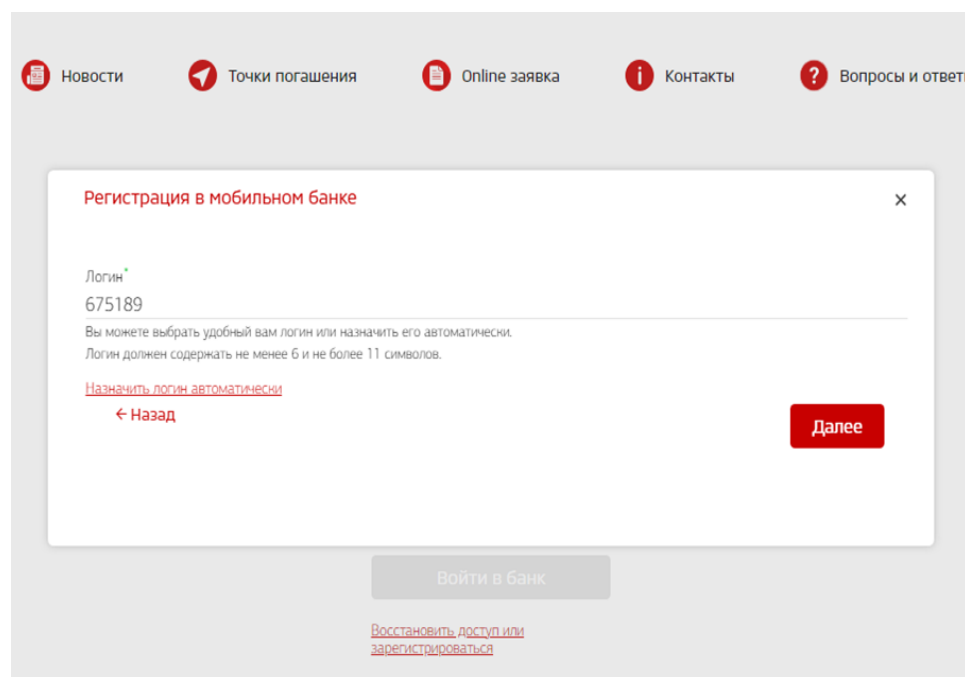 Новости Точки погашения Online заявка Контакты Вопросы и ответ
Регистрация в мобильном банке
Логин*
675189
Вы можете выбрать удобный вам логин или назначить его автоматически.
Логин должен содержать не менее 6 и не более 11 символов.
Назначить логин автоматически
← Назад
Далее
Войти в банк
Восстановить доступ или
зарегистрироваться